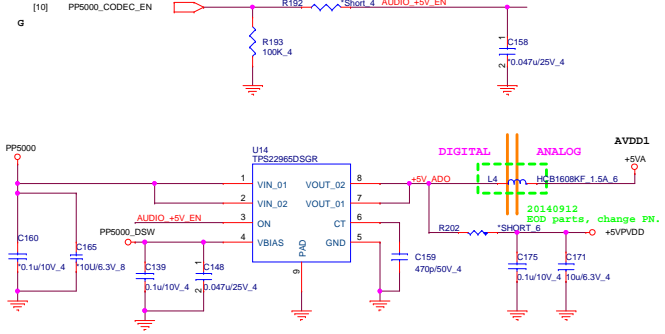 [10] PP5000_CODEC_EN
R192 *Short_4 AUDIO_+5V_EN
G
R193
100K_4
1
C158
*0.047u/25V_4
2
PP5000
U14
TPS22965DSGR
DIGITAL ANALOG
AVDD1
+5VA
1 VIN_01 VOUT_02 8
+5V_ADO
L4 HCB1608KF_1.5A_6
2 VIN_02 VOUT_01 7
20140912
EOD parts, change PN.
AUDIO_+5V_EN
3 ON CT 6
R202 *SHORT_6
+5VPVDD
PP5000_DSW
4 VBIAS GND 5
PAD
9
C160
*0.1u/10V_4
C165
10U/6.3V_8
C139
0.1u/10V_4
1
C148
0.047u/25V_4
2
C159
470p/50V_4
C175
0.1u/10V_4
C171
10u/6.3V_4